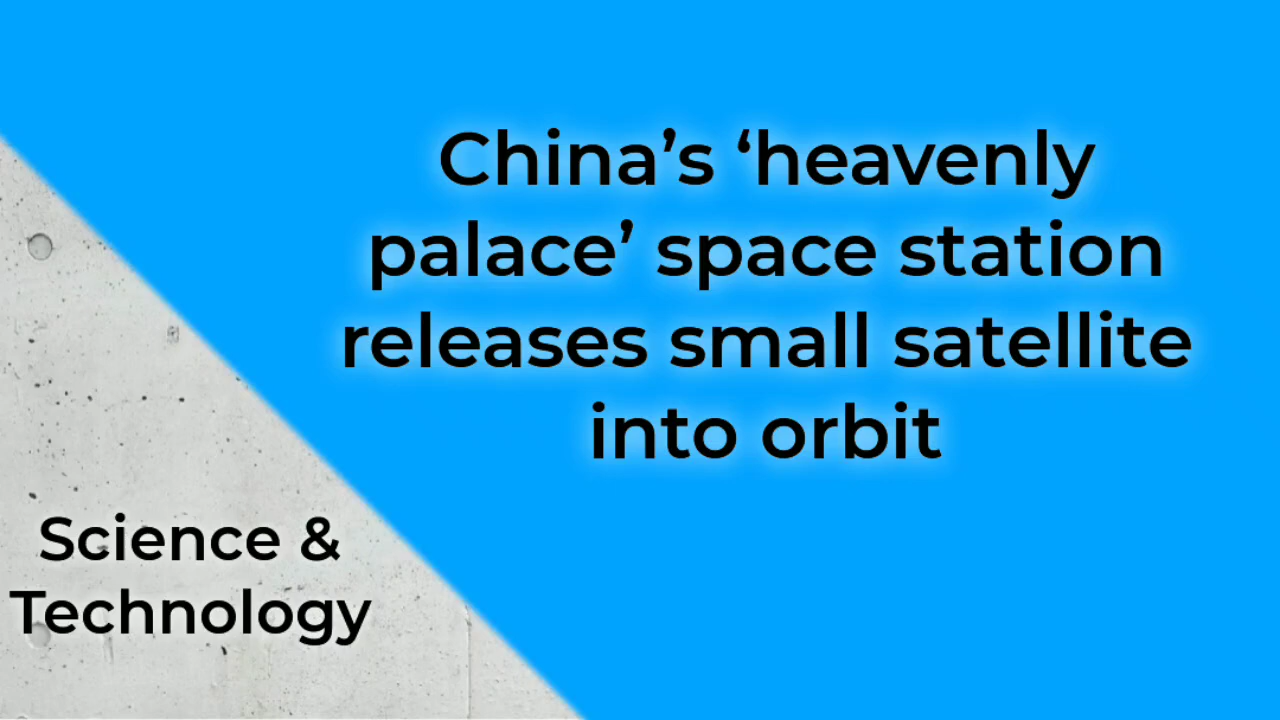 China’s ‘heavenly
palace’ space station
releases small satellite
into orbit
Science &
Technology